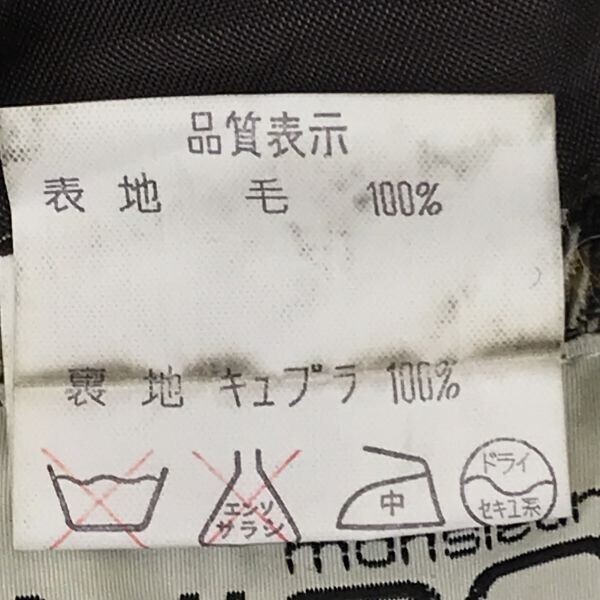 品質表示
表地 毛 100%
裏地 キュプラ 100%
エンソ
サラシ
中
ドライ
セキユ系
monsieur